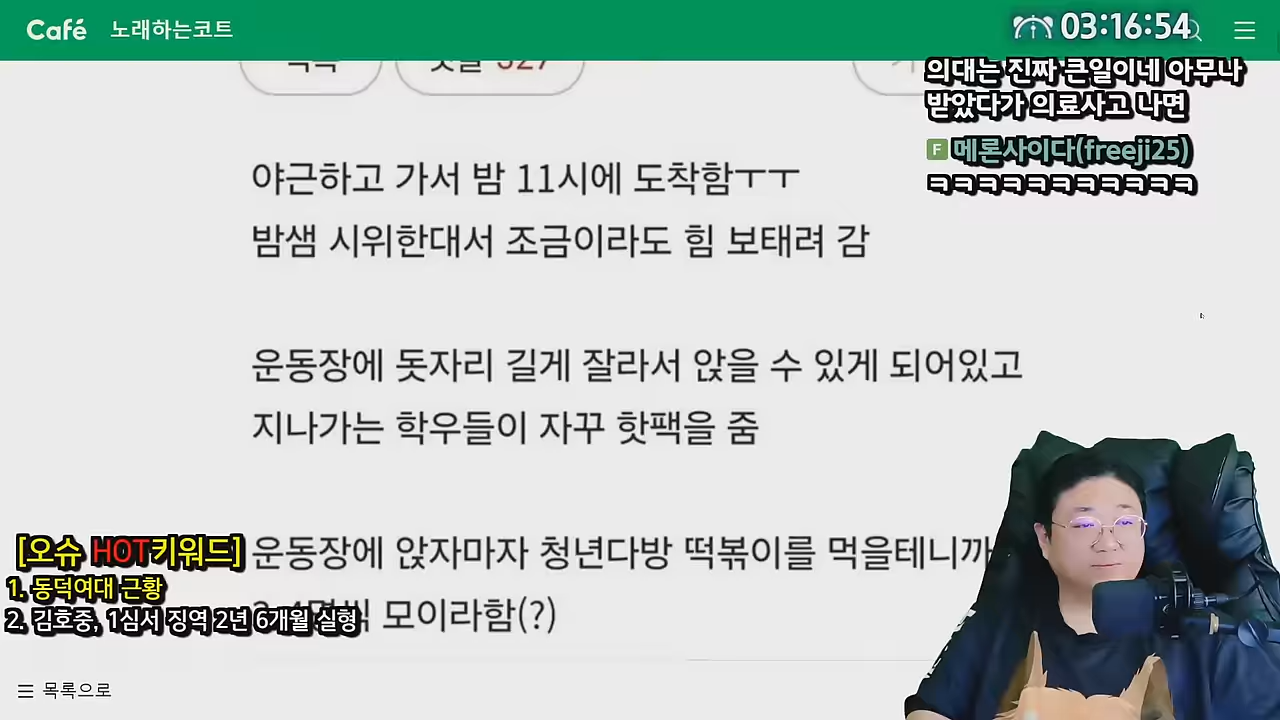 Café 노래하는코트
03:16:54
의대는 진짜 큰일이네 아무나
받았다가 의료사고 나면
F 메론사이다(freeji25)
ㅋㅋㅋㅋㅋㅋㅋㅋㅋㅋㅋㅋ
야근하고 가서 밤 11시에 도착함ㅜㅜ
밤샘 시위한대서 조금이라도 힘 보태려 감
운동장에 돗자리 길게 잘라서 앉을 수 있게 되어있고
지나가는 학우들이 자꾸 핫팩을 줌
운동장에 앉자마자 청년다방 떡볶이를 먹을테니까
모이라함(?)
[오슈 HOT키워드]
1. 동덕여대 근황
2. 김호중, 1심서 징역 2년 6개월 실형
목록으로